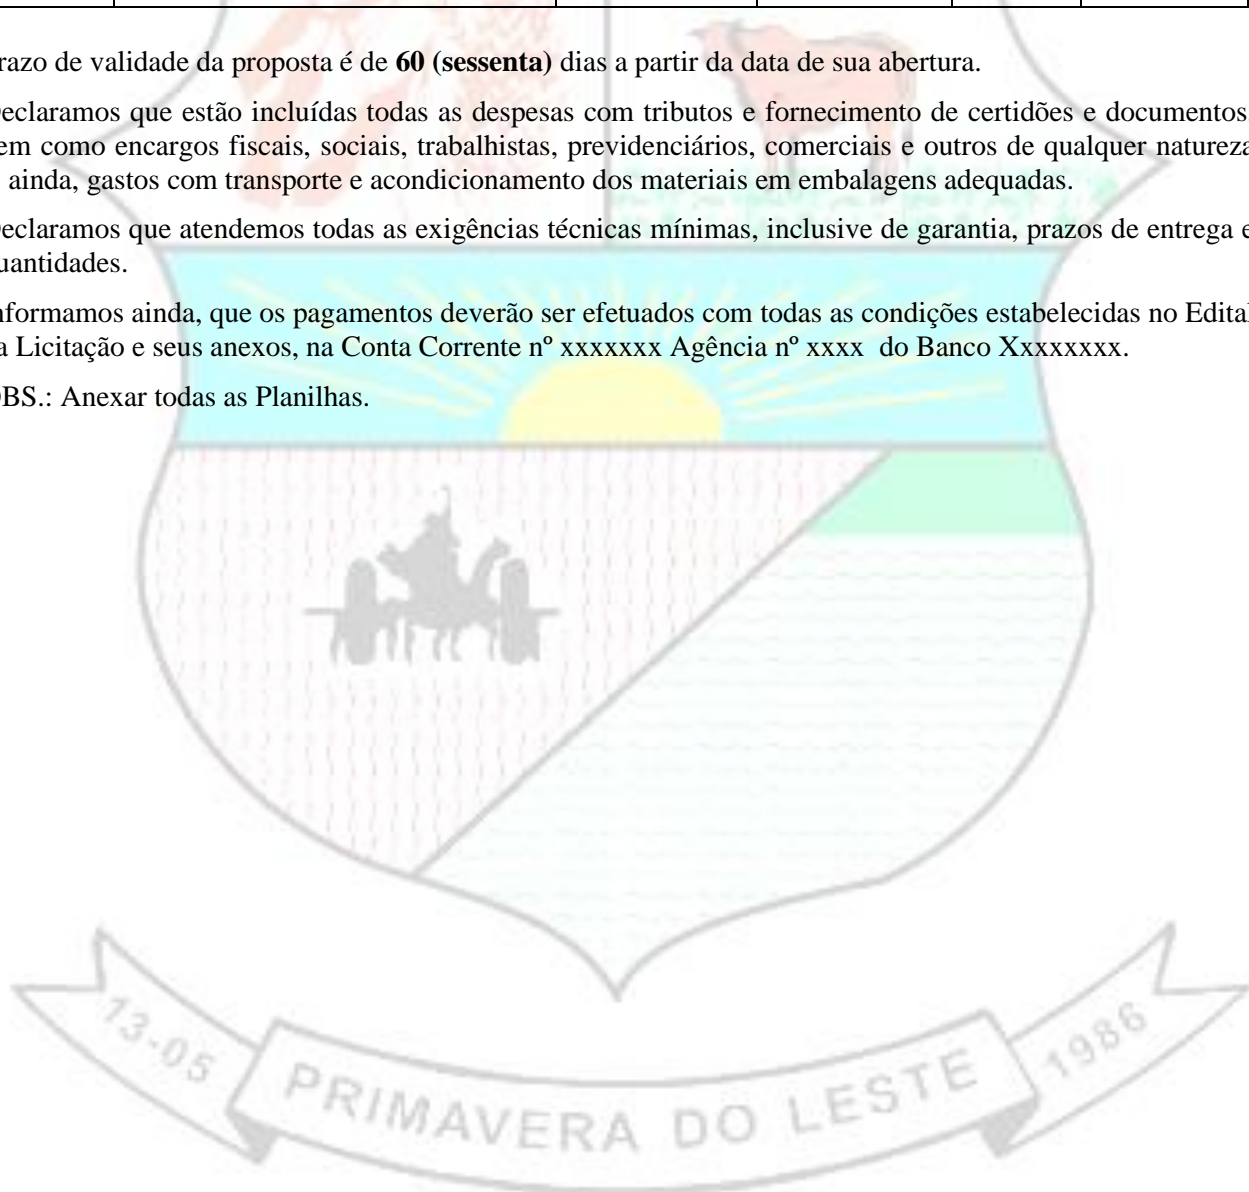 razo de validade da proposta é de 60 (sessenta) dias a partir da data de sua abertura.
eclaramos que estão incluídas todas as despesas com tributos e fornecimento de certidões e documentos,
em como encargos fiscais, sociais, trabalhistas, previdenciários, comerciais e outros de qualquer natureza
ainda, gastos com transporte e acondicionamento dos materiais em embalagens adequadas.
eclaramos que atendemos todas as exigências técnicas mínimas, inclusive de garantia, prazos de entrega e
uantidades.
nformamos ainda, que os pagamentos deverão ser efetuados com todas as condições estabelecidas no Edital
a Licitação e seus anexos, na Conta Corrente nº xxxxxxx Agência nº xxxx do Banco Xxxxxxxx.
OBS.: Anexar todas as Planilhas.
13-05
PRIMAVERA DO LESTE
1986